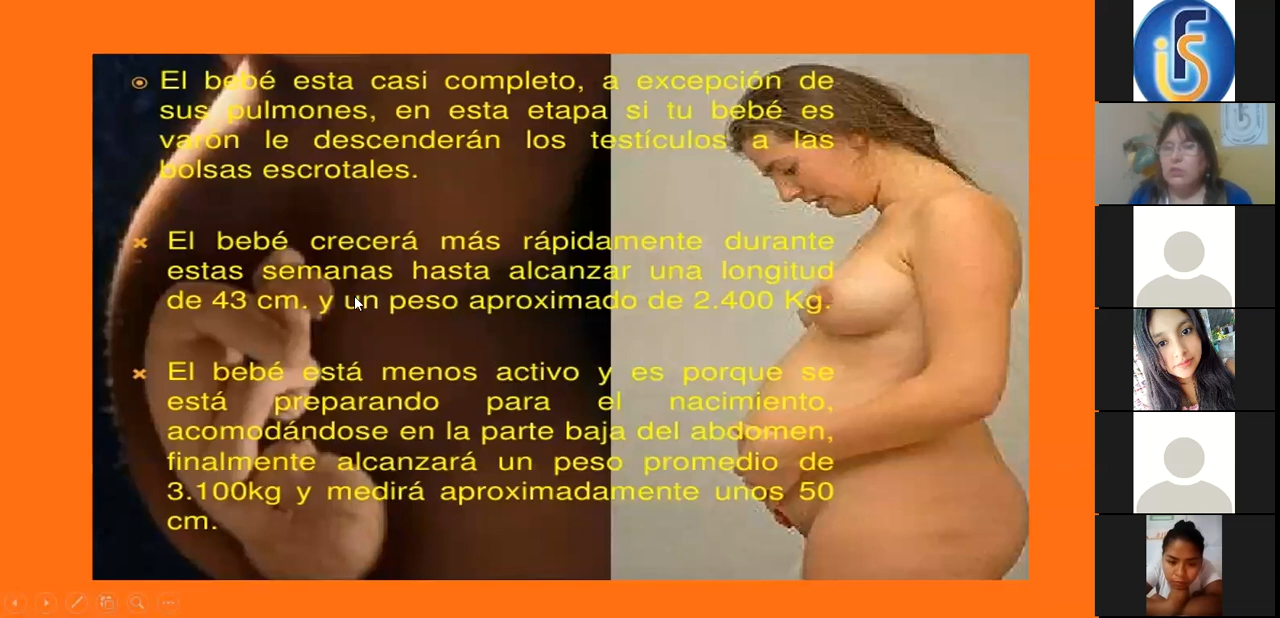 El bebé esta casi completo, a excepción de
sus pulmones, en esta etapa si tu bebé es
varón le descenderán los testículos a las
bolsas escrotales.
El bebé crecerá más rápidamente durante
estas semanas hasta alcanzar una longitud
de 43 cm. y un peso aproximado de 2.400 Kg.
El bebé está menos activo y es porque se
está preparando para el nacimiento,
acomodándose en la parte baja del abdomen,
finalmente alcanzará un peso promedio de
3.100kg y medirá aproximadamente unos 50
cm.